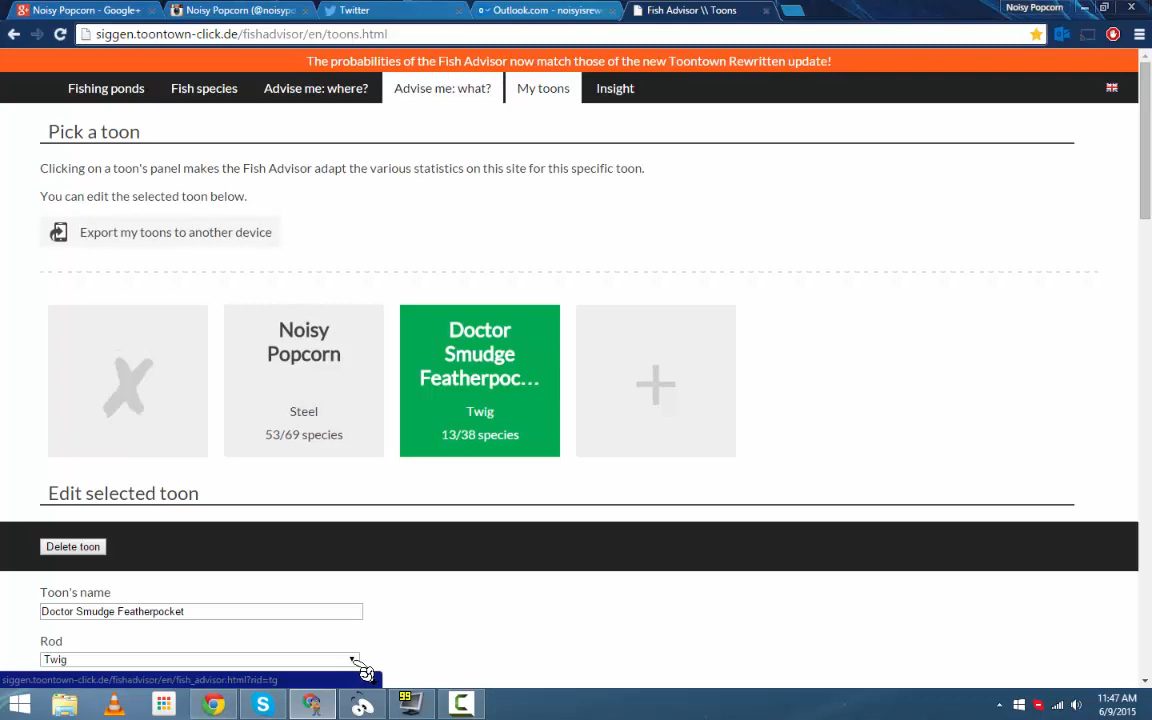 Noisy Popcorn - Google+
Noisy Popcorn (@noisypo
Twitter
Outlook.com - noisyisrew
Fish Advisor \\ Toons
Noisy Popcorn
siggen.toontown-click.de/fishadvisor/en/toons.html
The probabilities of the Fish Advisor now match those of the new Toontown Rewritten update!
Fishing ponds
Fish species
Advise me: where?
Advise me: what?
My toons
Insight
Pick a toon
Clicking on a toon's panel makes the Fish Advisor adapt the various statistics on this site for this specific toon.
You can edit the selected toon below.
Export my toons to another device
Noisy
Popcorn
Steel
53/69 species
Doctor
Smudge
Featherpoc...
Twig
13/38 species
Edit selected toon
Delete toon
Toon's name
Doctor Smudge Featherpocket
Rod
Twig
siggen.toontown-click.de/fishadvisor/en/fish_advisor.html?rid=tg
99
11:47 AM
6/9/2015